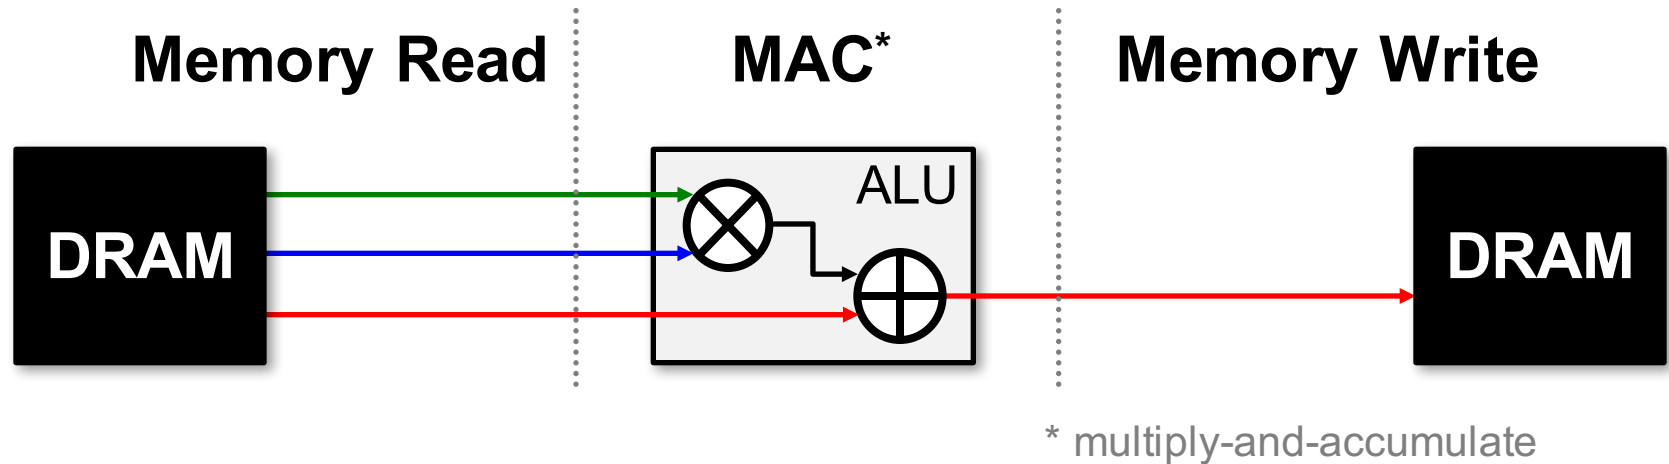 Memory Read
MAC*
Memory Write
DRAM
ALU
DRAM
* multiply-and-accumulate